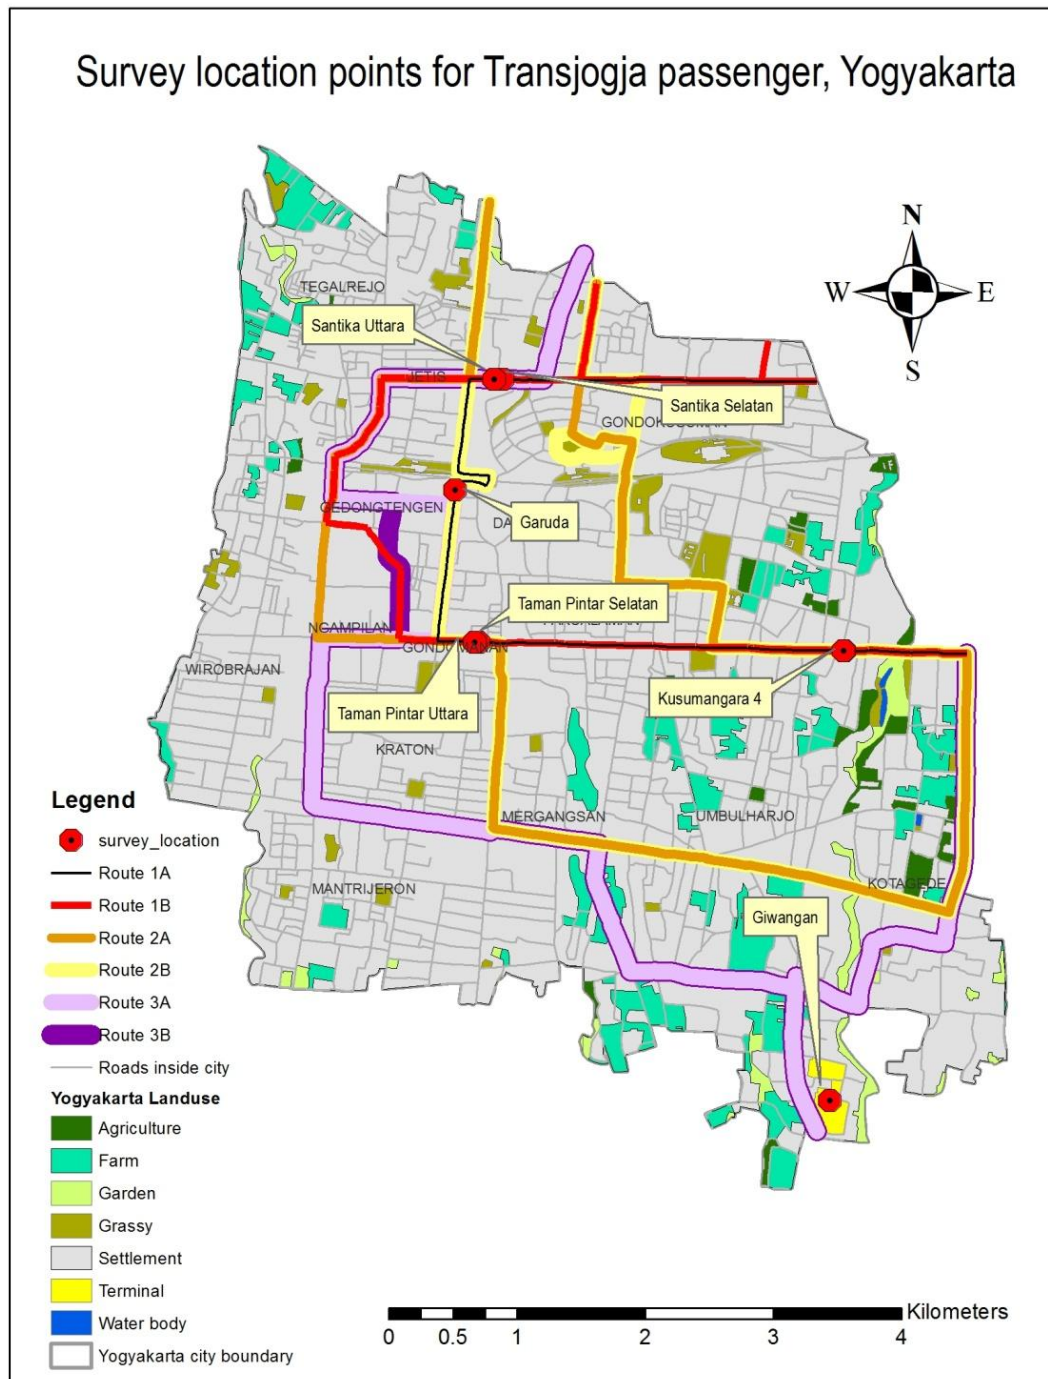 Survey location points for Transjogja passenger, Yogyakarta
N
W E
S
TEGALREJO
Santika Uttara
JETIS
Santika Selatan
GEDONGTENGEN
DA
Garuda
Taman Pintar Selatan
NGAMPILAN
WIROBRAJAN
Kusumangara 4
Taman Pintar Uttara
KRATON
MERGANGSAN
UMBULHARJO
KOTAGEDE
MANTRIJERON
Giwangan
Legend
survey_location
Route 1A
Route 1B
Route 2A
Route 2B
Route 3A
Route 3B
Roads inside city
Yogyakarta Landuse
Agriculture
Farm
Garden
Grassy
Settlement
Terminal
Water body
Yogyakarta city boundary
Kilometers
0 0.5 1 2 3 4